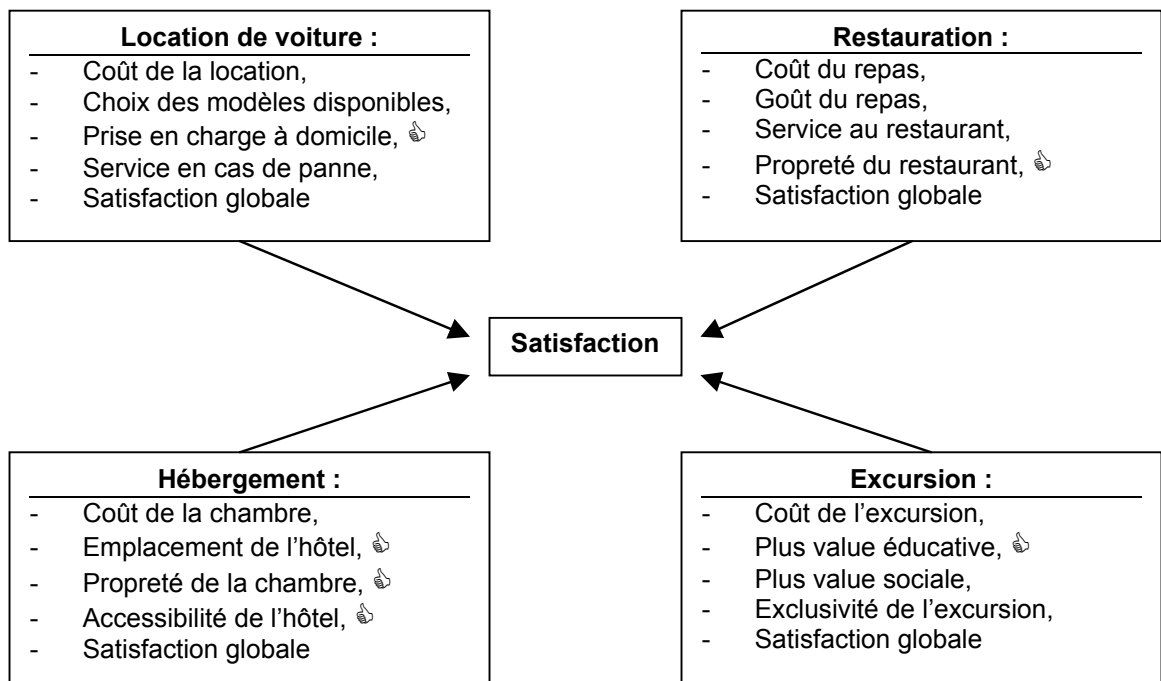 Location de voiture :
- Coût de la location,
- Choix des modèles disponibles,
- Prise en charge à domicile, 👍
- Service en cas de panne,
- Satisfaction globale
Restauration :
- Coût du repas,
- Goût du repas,
- Service au restaurant,
- Propreté du restaurant, 👍
- Satisfaction globale
Satisfaction
Hébergement :
- Coût de la chambre,
- Emplacement de l’hôtel, 👍
- Propreté de la chambre, 👍
- Accessibilité de l’hôtel, 👍
- Satisfaction globale
Excursion :
- Coût de l’excursion,
- Plus value éducative, 👍
- Plus value sociale,
- Exclusivité de l’excursion,
- Satisfaction globale